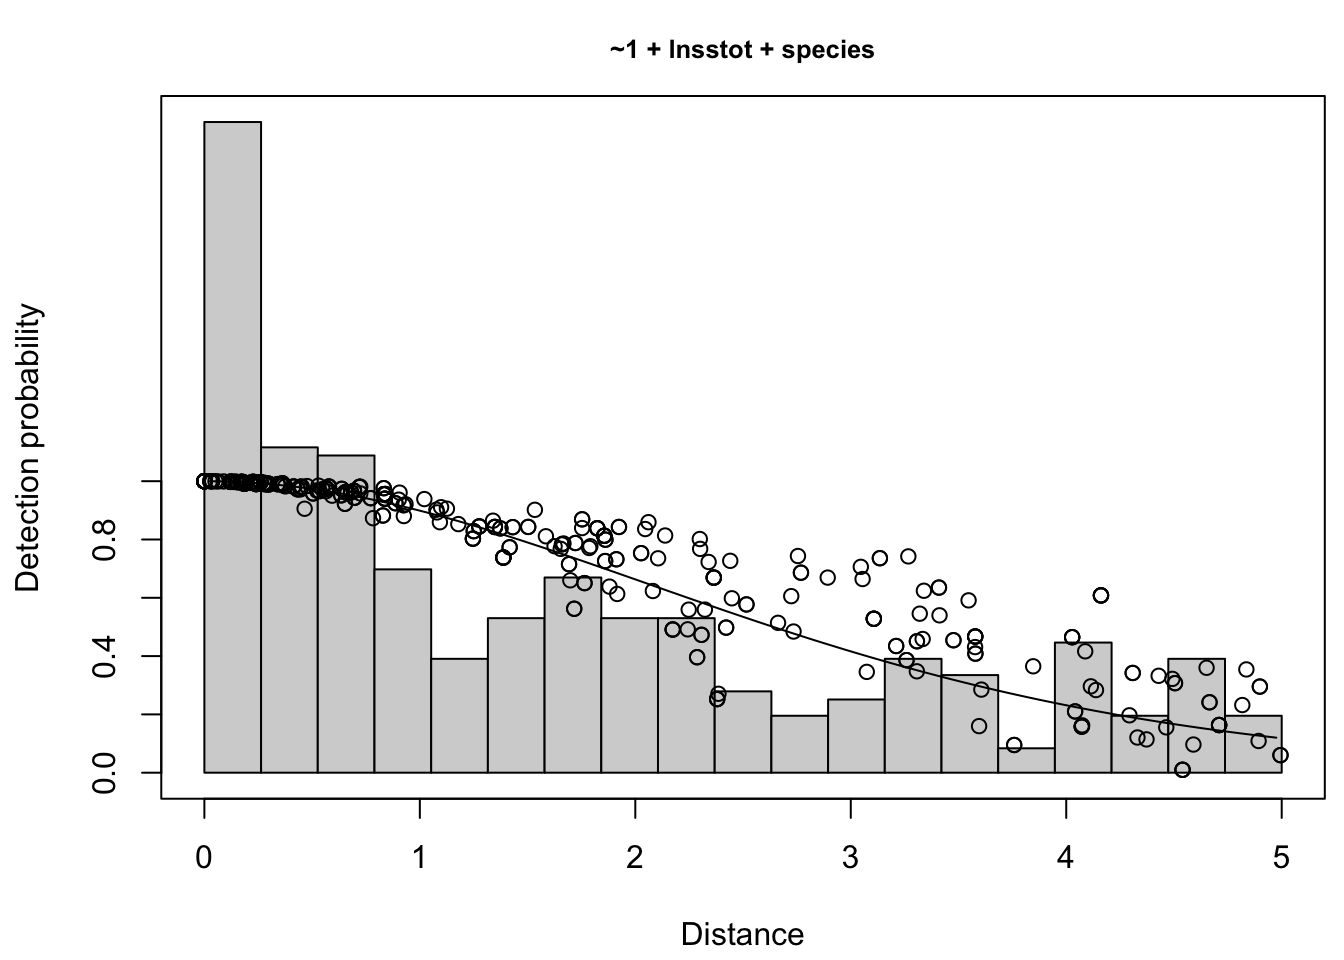 ~1 + lnsstot + species
Detection probability
0.8
0.4
0.0
0 1 2 3 4 5
Distance